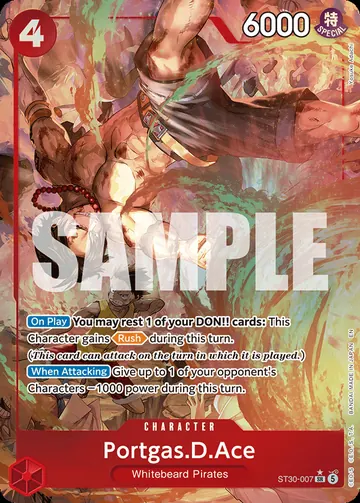 4
6000
特
SPECIAL
SAMPLE
On Play You may rest 1 of your DON!! cards: This
Character gains Rush during this turn.
(This card can attack on the turn in which it is played.)
When Attacking Give up to 1 of your opponent's
Characters −1000 power during this turn.
CHARACTER
Portgas.D.Ace
Whitebeard Pirates
ST30-007 SR 5